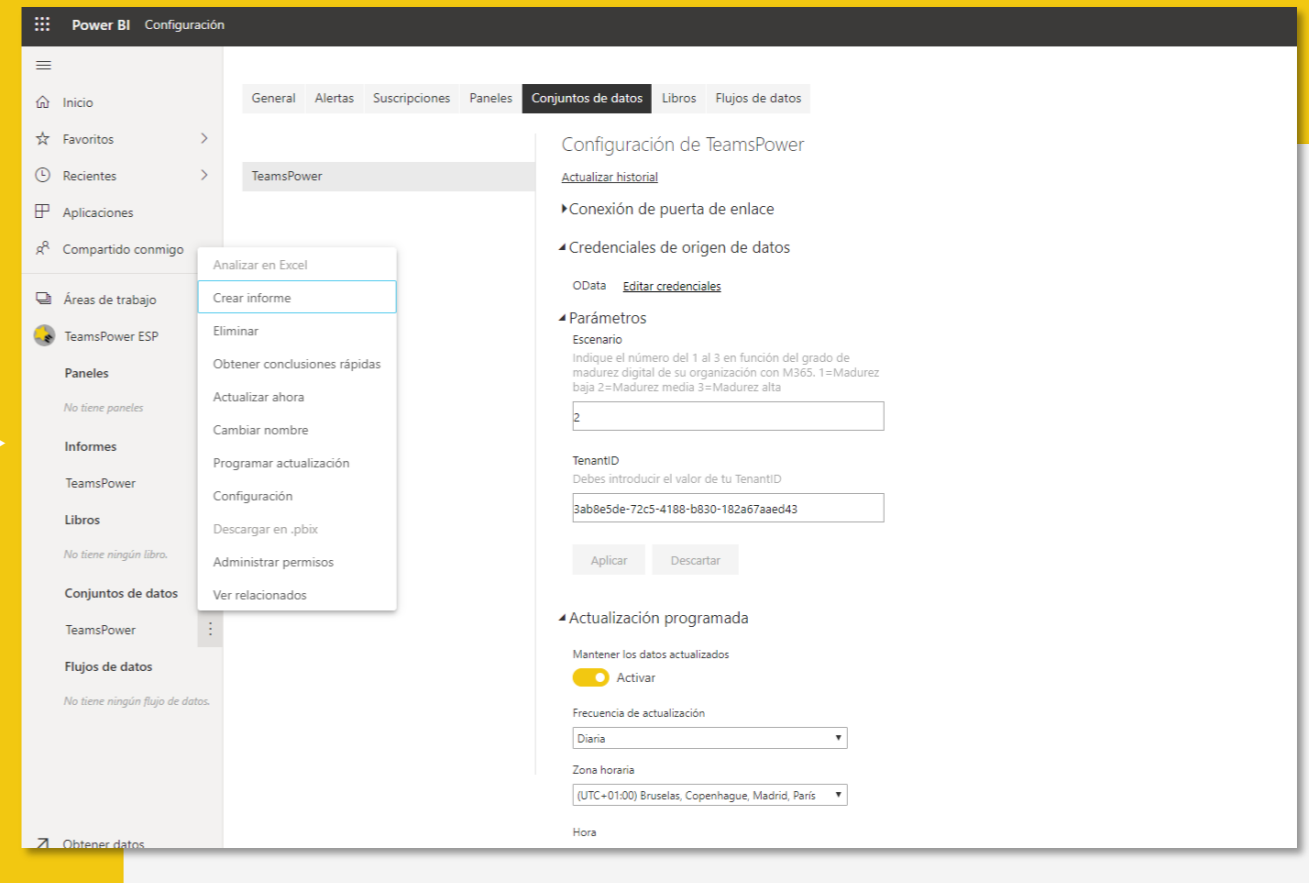 Power BI Configuración
Inicio
Favoritos
Recientes
Aplicaciones
Compartido conmigo
Áreas de trabajo
TeamsPower ESP
Paneles
No tiene paneles
Informes
TeamsPower
Libros
No tiene ningún libro.
Conjuntos de datos
TeamsPower
Flujos de datos
No tiene ningún flujo de datos.
Obtener datos
Analizar en Excel
Crear informe
Eliminar
Obtener conclusiones rápidas
Actualizar ahora
Cambiar nombre
Programar actualización
Configuración
Descargar en .pbix
Administrar permisos
Ver relacionados
General Alertas Suscripciones Paneles Conjuntos de datos Libros Flujos de datos
TeamsPower
Configuración de TeamsPower
Actualizar historial
Conexión de puerta de enlace
Credenciales de origen de datos
OData Editar credenciales
Parámetros
Escenario
Indique el número del 1 al 3 en función del grado de
madurez digital de su organización con M365. 1=Madurez
baja 2=Madurez media 3=Madurez alta
2
TenantID
Debes introducir el valor de tu TenantID
3ab8e5de-72c5-4188-b830-182a67aaed43
Aplicar Descartar
Actualización programada
Mantener los datos actualizados
Activar
Frecuencia de actualización
Diaria
Zona horaria
(UTC+01:00) Bruselas, Copenhague, Madrid, París
Hora